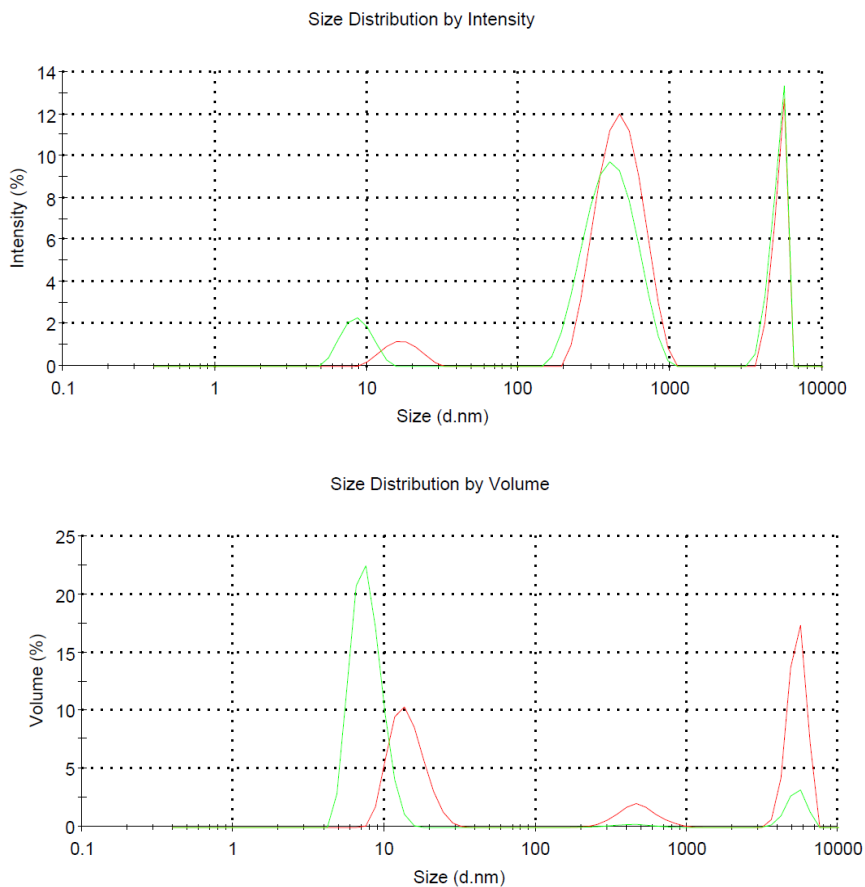 Size Distribution by Intensity
14
12
10
8
6
4
2
0
Intensity (%)
0.1 1 10 100 1000 10000
Size (d.nm)
Size Distribution by Volume
25
20
15
10
5
0
Volume (%)
0.1 1 10 100 1000 10000
Size (d.nm)